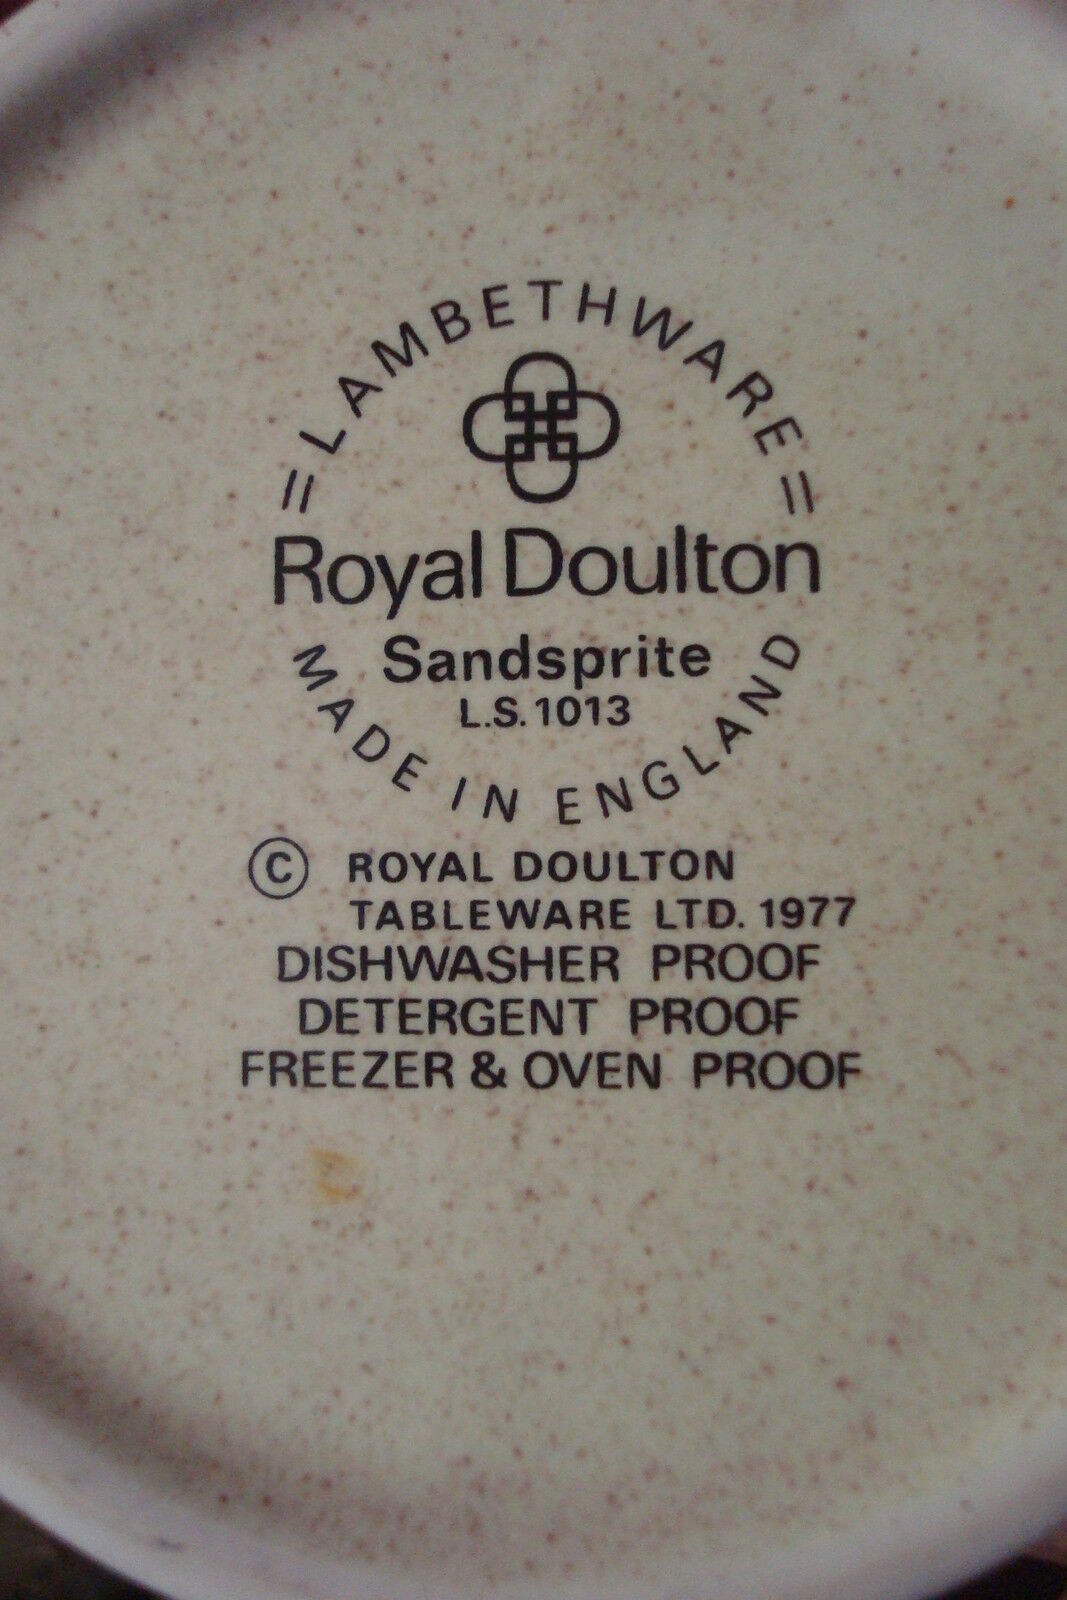 =LAMBETHWARE=
Royal Doulton
Sandsprite
L.S. 1013
MADE IN ENGLAND
© ROYAL DOULTON
TABLEWARE LTD. 1977
DISHWASHER PROOF
DETERGENT PROOF
FREEZER & OVEN PROOF